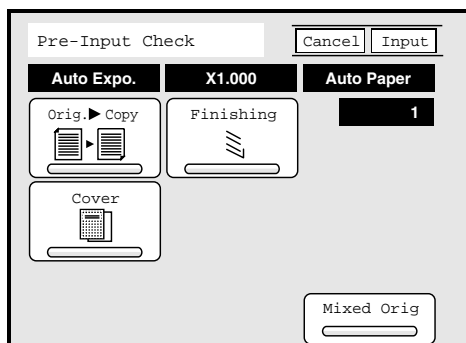 Pre-Input Check
Cancel Input
Auto Expo. X1.000 Auto Paper
Orig.▶Copy Finishing 1
Cover
Mixed Orig